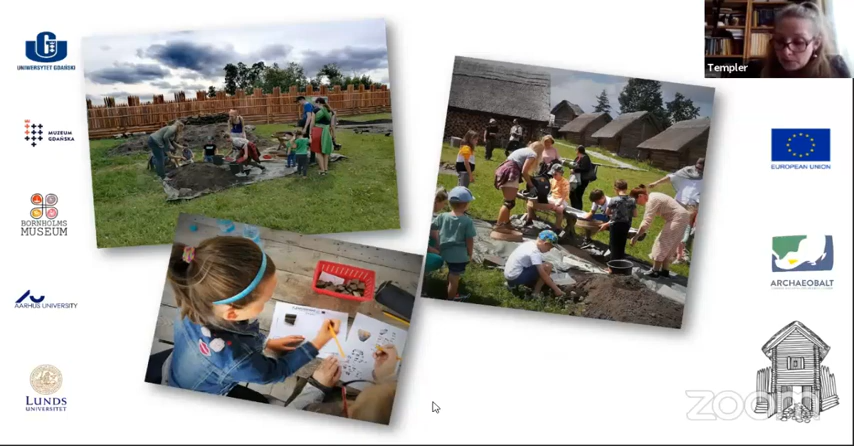 UNIWERSYTET GDAŃSKI
MUZEUM
GDAŃSKA
BORNHOLMS
MUSEUM
AARHUS UNIVERSITY
LUNDS
UNIVERSITET
Templer
EUROPEAN UNION
ARCHAEOBALT
zoom